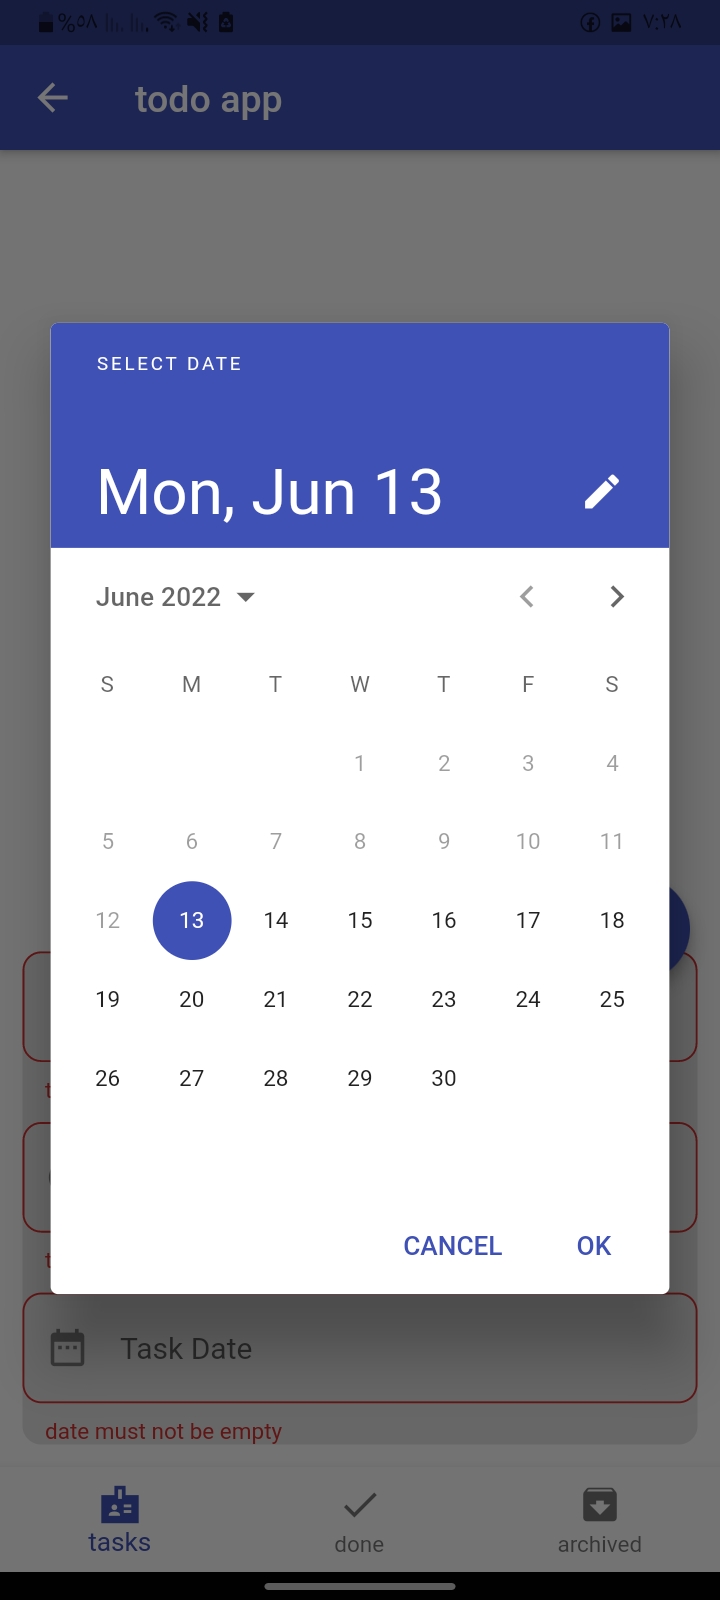 %٥٨ ٧:٢٨
todo app
SELECT DATE
Mon, Jun 13
June 2022
S M T W T F S
1 2 3 4
5 6 7 8 9 10 11
12 13 14 15 16 17 18
19 20 21 22 23 24 25
26 27 28 29 30
CANCEL OK
Task Date
date must not be empty
tasks done archived